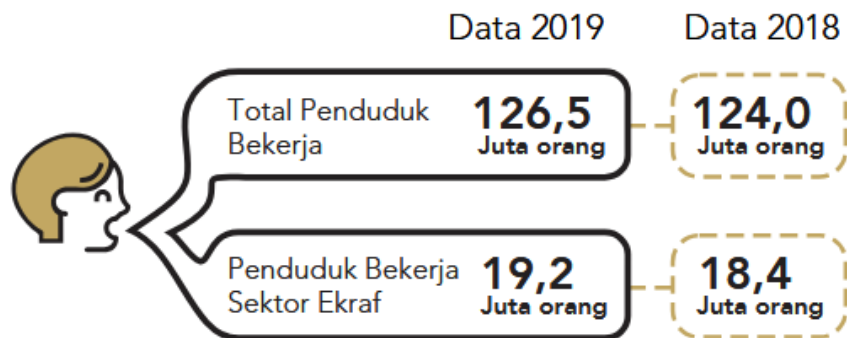 Data 2019 Data 2018
Total Penduduk Bekerja 126,5 Juta orang 124,0 Juta orang
Penduduk Bekerja Sektor Ekraf 19,2 Juta orang 18,4 Juta orang